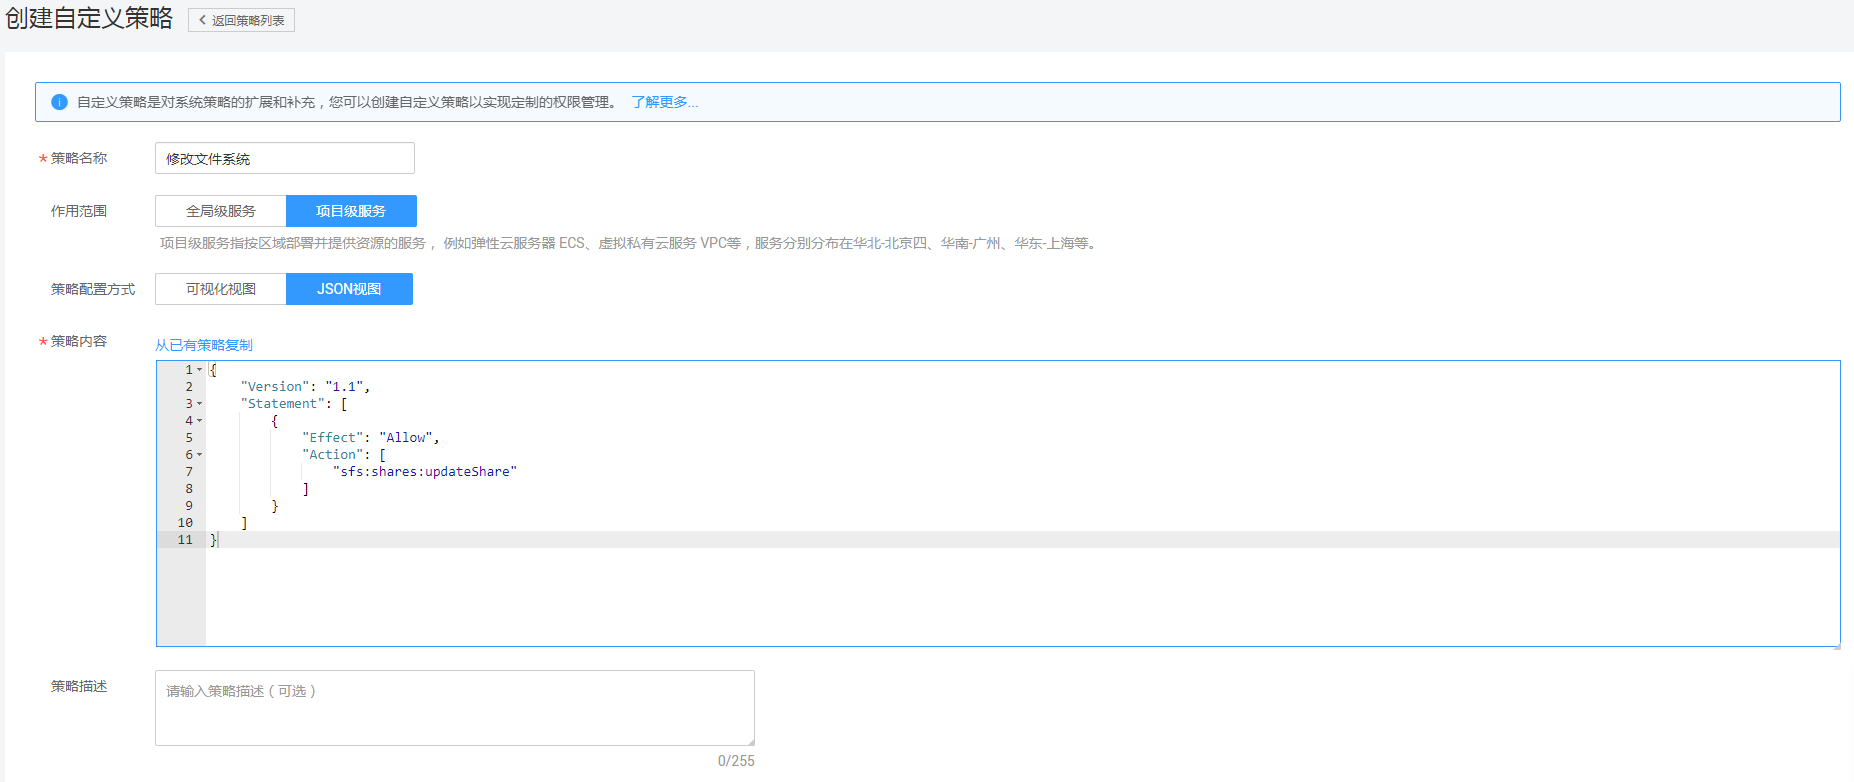 创建自定义策略 返回策略列表
自定义策略是对系统策略的扩展和补充，您可以创建自定义策略以实现定制的权限管理。 了解更多...
* 策略名称 修改文件系统
作用范围 全局级服务 项目级服务
项目级服务指按区域部署并提供资源的服务，例如弹性云服务器 ECS、虚拟私有云服务 VPC等，服务分别分布在华北-北京四、华南-广州、华东-上海等。
策略配置方式 可视化视图 JSON视图
* 策略内容 从已有策略复制
1 {
2 "Version": "1.1",
3 "Statement": [
4 {
5 "Effect": "Allow",
6 "Action": [
7 "sfs:shares:updateShare"
8 ]
9 }
10 ]
11 }
策略描述 请输入策略描述（可选）
0/255